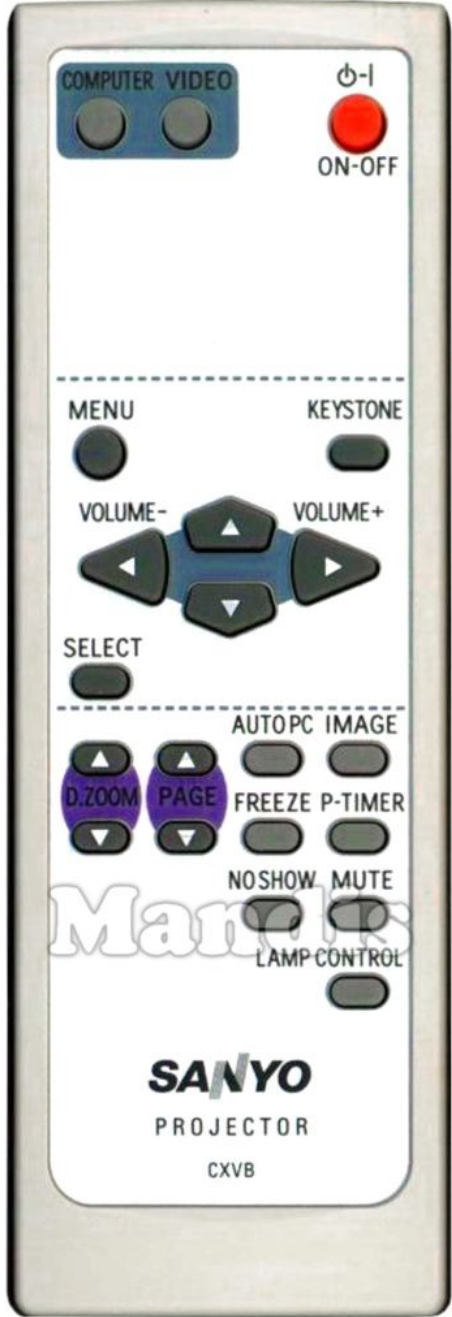 COMPUTER VIDEO
⏻-I
ON-OFF
MENU
KEYSTONE
VOLUME-
VOLUME+
SELECT
AUTO PC IMAGE
D.ZOOM PAGE
FREEZE P-TIMER
NO SHOW MUTE
Mandis
LAMP CONTROL
SANYO
PROJECTOR
CXVB